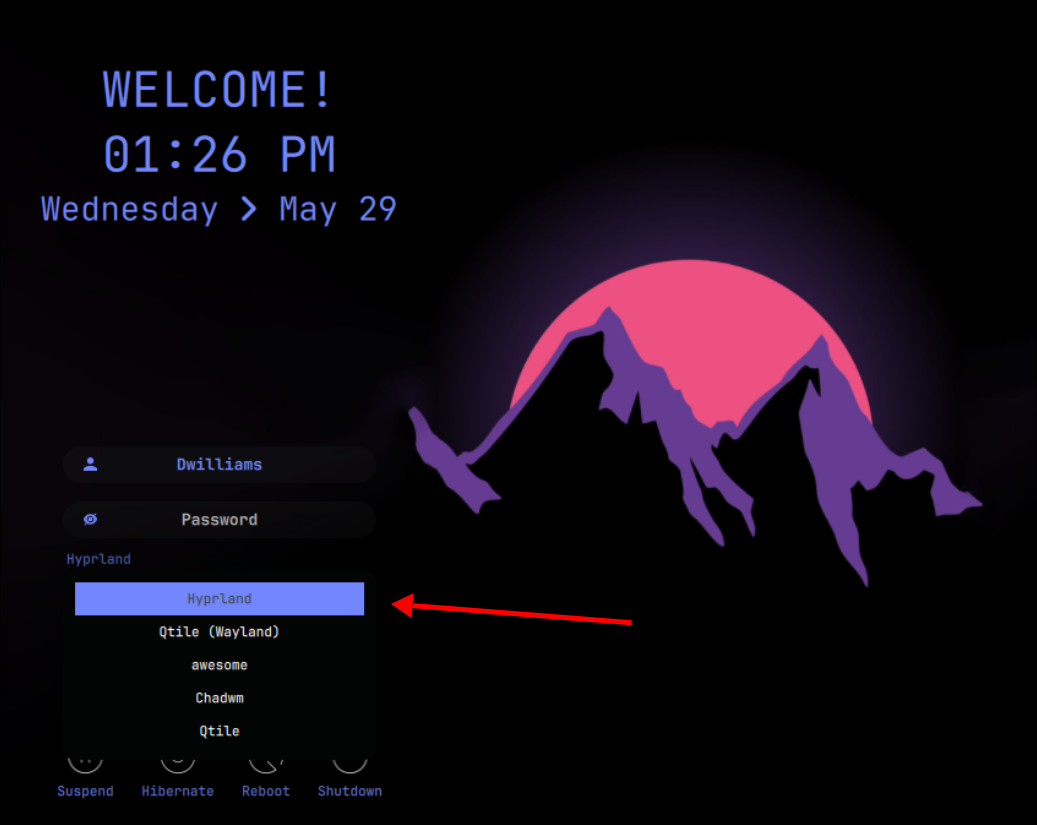 WELCOME!
01:26 PM
Wednesday > May 29
Dwilliams
Password
Hyprland
Hyprland
Qtile (Wayland)
awesome
Chadwm
Qtile
Suspend Hibernate Reboot Shutdown